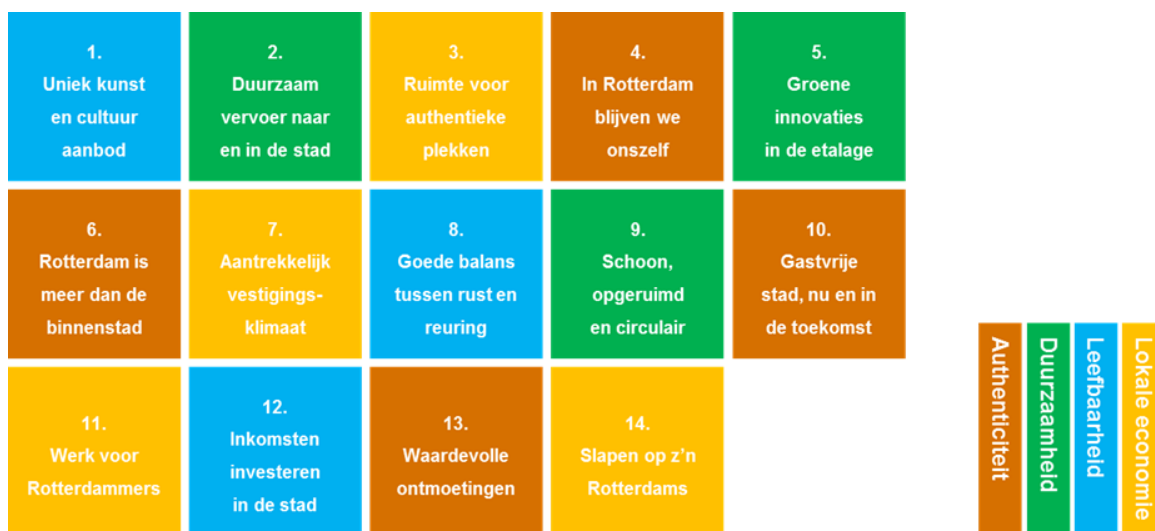 1.
Uniek kunst
en cultuur
aanbod
2.
Duurzaam
vervoer naar
en in de stad
3.
Ruimte voor
authentieke
plekken
4.
In Rotterdam
blijven we
onszelf
5.
Groene
innovaties
in de etalage
6.
Rotterdam is
meer dan de
binnenstad
7.
Aantrekkelijk
vestigings-
klimaat
8.
Goede balans
tussen rust en
reuring
9.
Schoon,
opgeruimd
en circulair
10.
Gastvrije
stad, nu en in
de toekomst
11.
Werk voor
Rotterdammers
12.
Inkomsten
investeren
in de stad
13.
Waardevolle
ontmoetingen
14.
Slapen op z’n
Rotterdams
Authenticiteit
Duurzaamheid
Leefbaarheid
Lokale economie